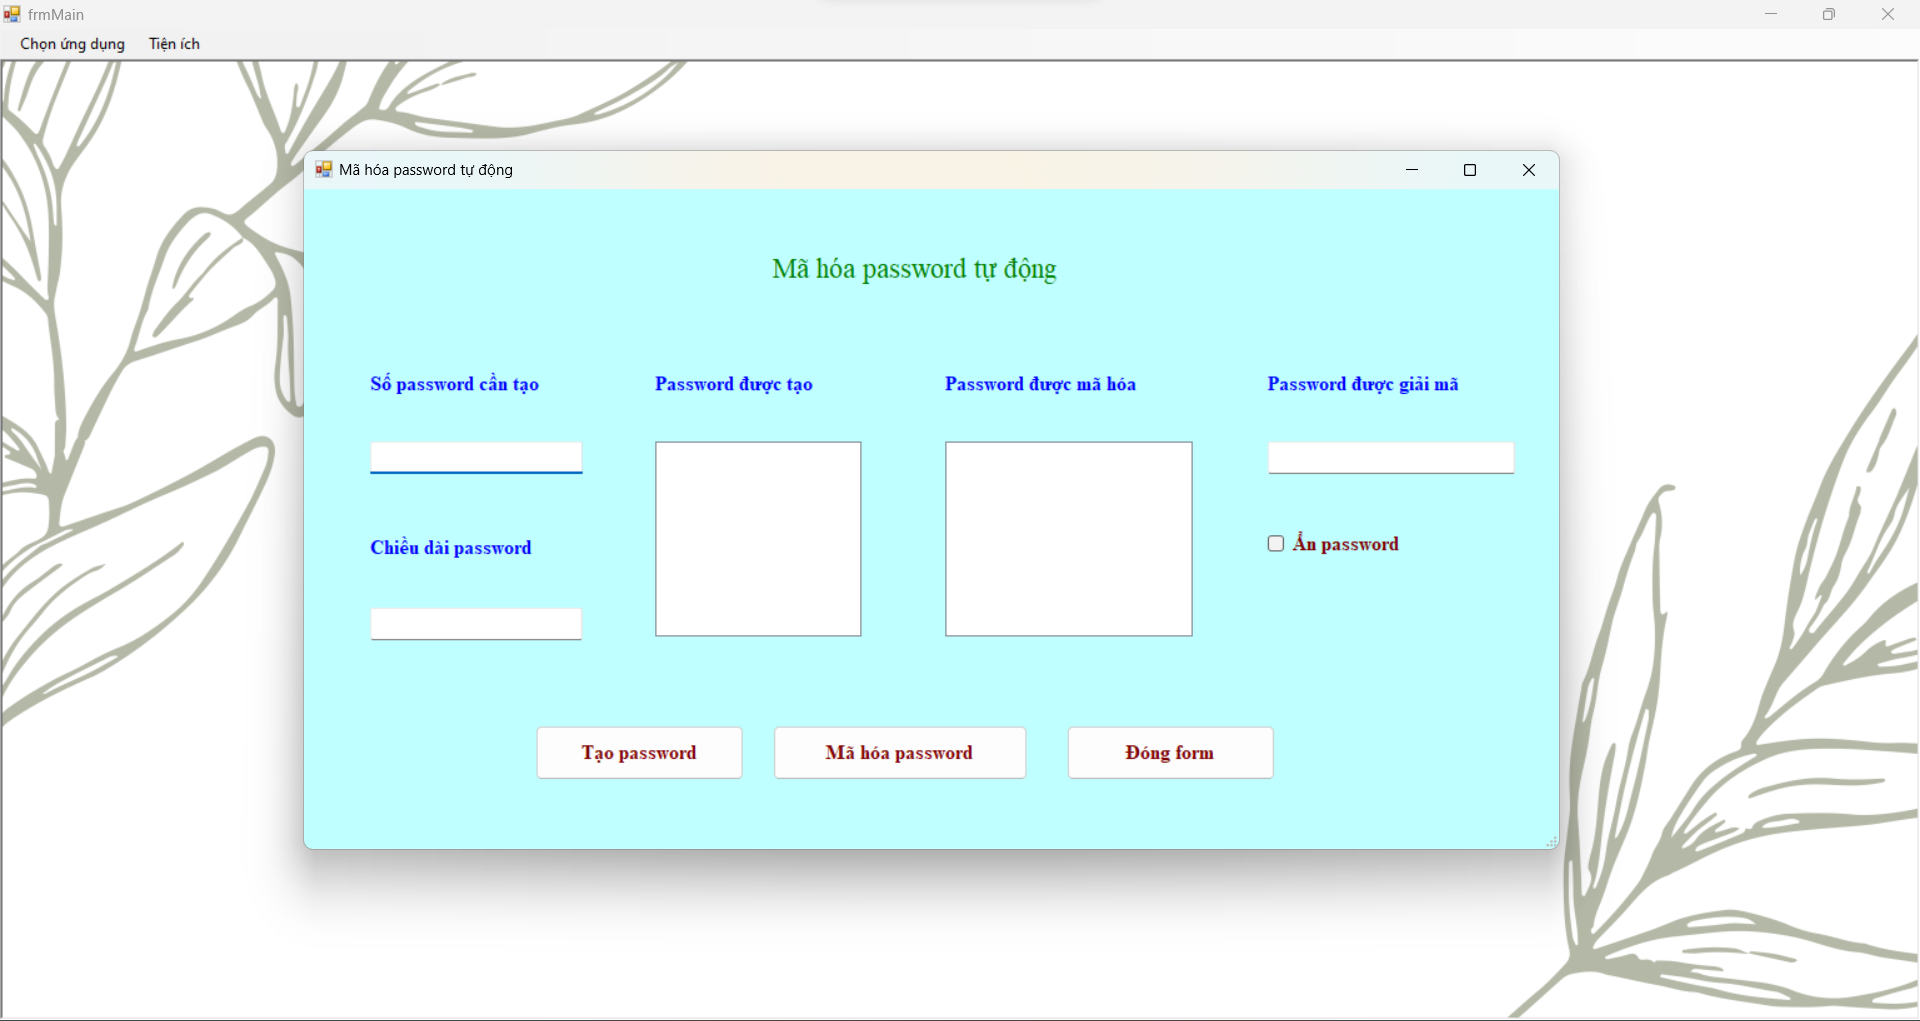 frmMain
Chọn ứng dụng Tiện ích
Mã hóa password tự động
Mã hóa password tự động
Số password cần tạo
Password được tạo
Password được mã hóa
Password được giải mã
Chiều dài password
Ẩn password
Tạo password
Mã hóa password
Đóng form